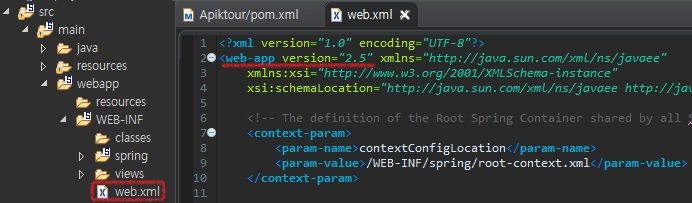 src
main
java
resources
webapp
resources
WEB-INF
classes
spring
views
web.xml
Apiktour/pom.xml
web.xml
1 <?xml version="1.0" encoding="UTF-8"?>
2 <web-app version="2.5" xmlns="http://java.sun.com/xml/ns/javaee"
3 xmlns:xsi="http://www.w3.org/2001/XMLSchema-instance"
4 xsi:schemaLocation="http://java.sun.com/xml/ns/javaee http://jav
5
6 <!-- The definition of the Root Spring Container shared by all S
7 <context-param>
8 <param-name>contextConfigLocation</param-name>
9 <param-value>/WEB-INF/spring/root-context.xml</param-value>
10 </context-param>
11